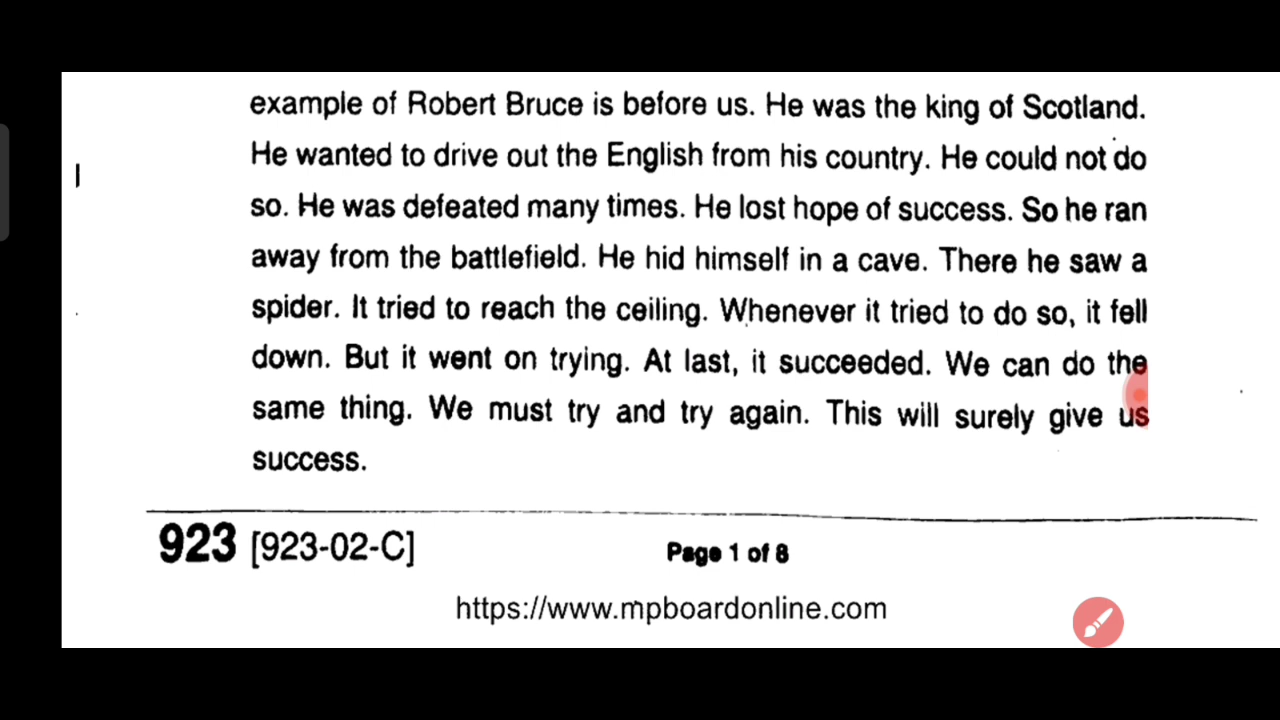 example of Robert Bruce is before us. He was the king of Scotland.
He wanted to drive out the English from his country. He could not do
so. He was defeated many times. He lost hope of success. So he ran
away from the battlefield. He hid himself in a cave. There he saw a
spider. It tried to reach the ceiling. Whenever it tried to do so, it fell
down. But it went on trying. At last, it succeeded. We can do the
same thing. We must try and try again. This will surely give us
success.
923 [923-02-C]
Page 1 of 8
https://www.mpboardonline.com